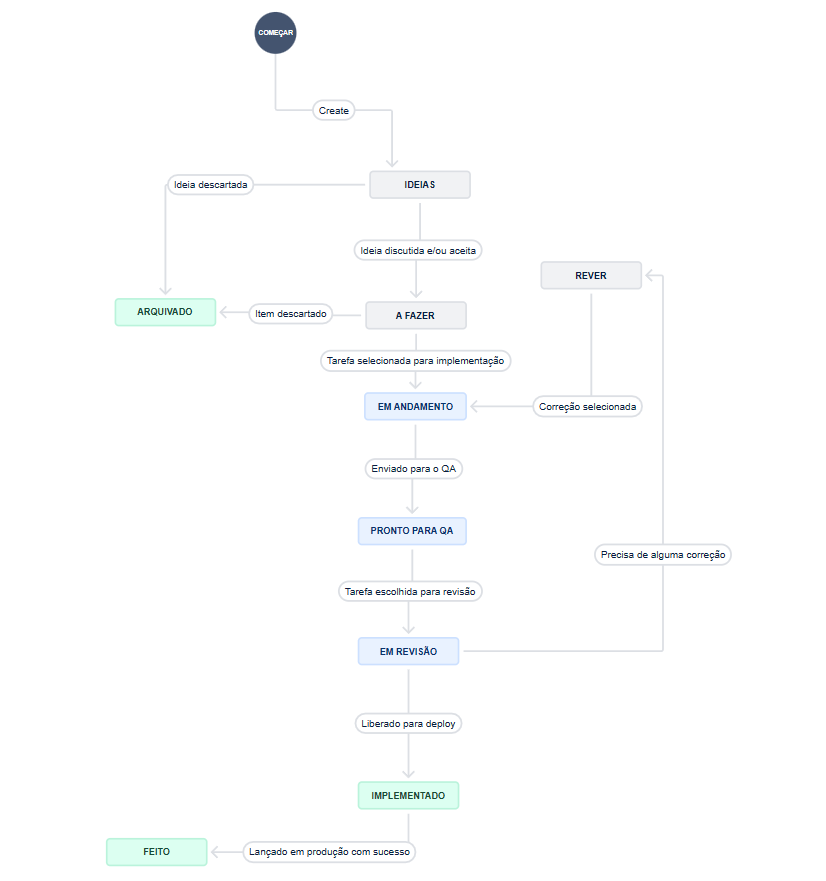 COMEÇAR
Create
Ideia descartada
IDEIAS
Ideia discutida e/ou aceita
REVER
ARQUIVADO
Item descartado
A FAZER
Tarefa selecionada para implementação
EM ANDAMENTO
Correção selecionada
Enviado para o QA
PRONTO PARA QA
Precisa de alguma correção
Tarefa escolhida para revisão
EM REVISÃO
Liberado para deploy
IMPLEMENTADO
FEITO
Lançado em produção com sucesso